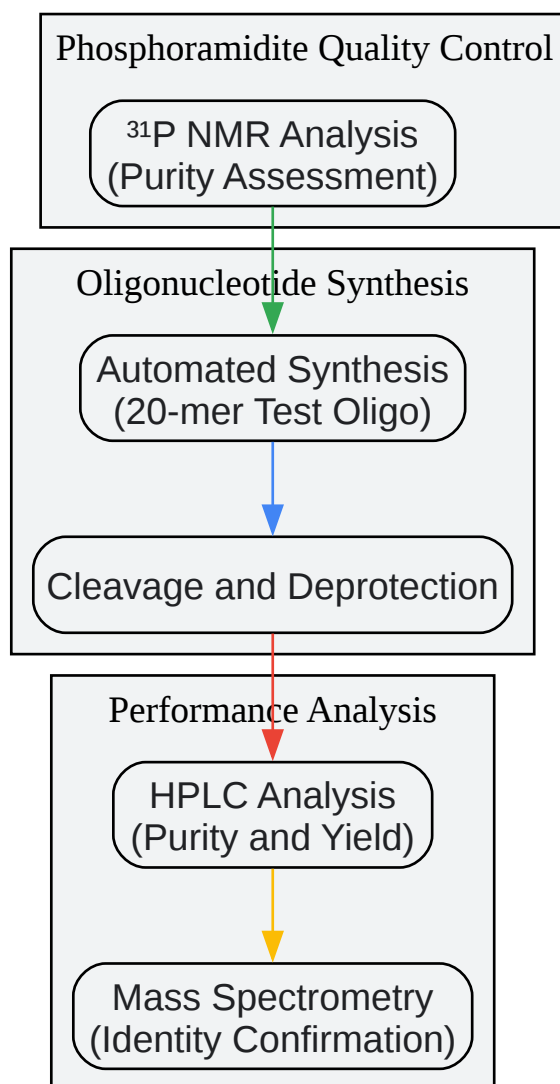 Phosphoramidite Quality Control
³¹P NMR Analysis
(Purity Assessment)
Oligonucleotide Synthesis
Automated Synthesis
(20-mer Test Oligo)
Cleavage and Deprotection
Performance Analysis
HPLC Analysis
(Purity and Yield)
Mass Spectrometry
(Identity Confirmation)